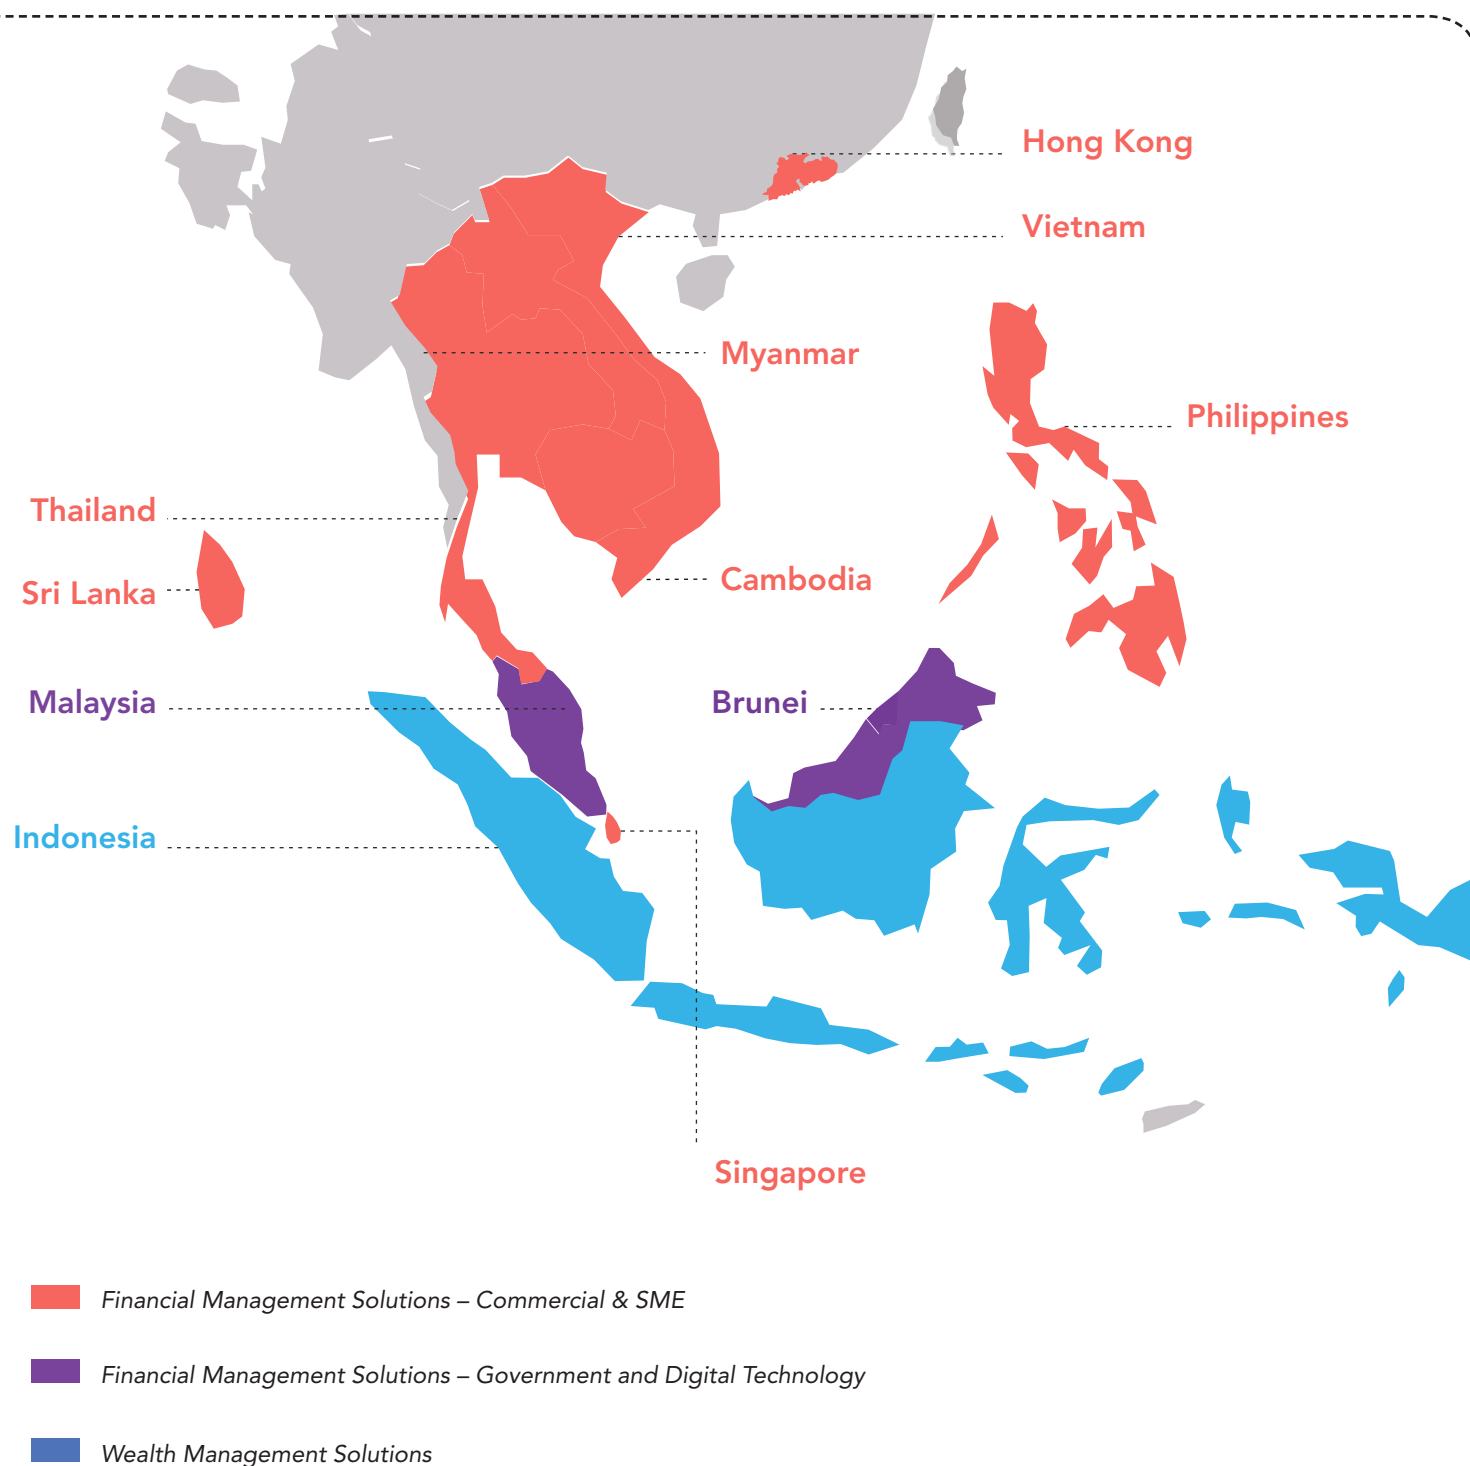 Hong Kong
Vietnam
Myanmar
Philippines
Thailand
Cambodia
Sri Lanka
Malaysia
Brunei
Indonesia
Singapore
Financial Management Solutions – Commercial & SME
Financial Management Solutions – Government and Digital Technology
Wealth Management Solutions